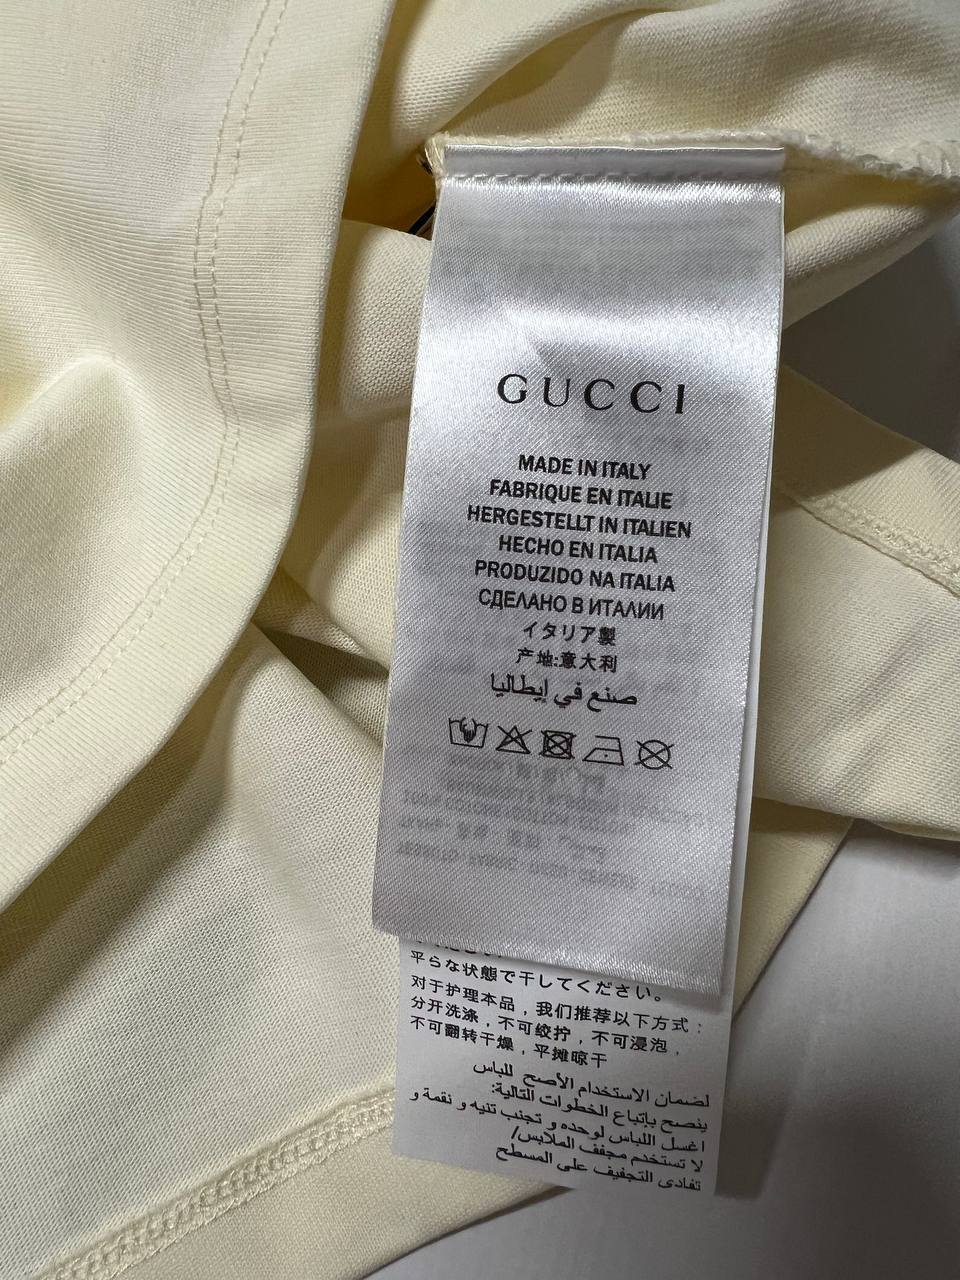 GUCCI
MADE IN ITALY
FABRIQUE EN ITALIE
HERGESTELLT IN ITALIEN
HECHO EN ITALIA
PRODUZIDO NA ITALIA
СДЕЛАНО В ИТАЛИИ
イタリア製
产地:意大利
صنع في إيطاليا
平らな状態で干してください。
对于护理本品，我们推荐以下方式：
分开洗涤，不可绞拧，不可浸泡，
不可翻转干燥，平摊晾干
لضمان الاستخدام الأصح للباس
ينصح بإتباع الخطوات التالية:
اغسل اللباس لوحده و تجنب تنيه و نقعة و
لا تستخدم مجفف الملابس/
تفادى التجفيف على المسطح